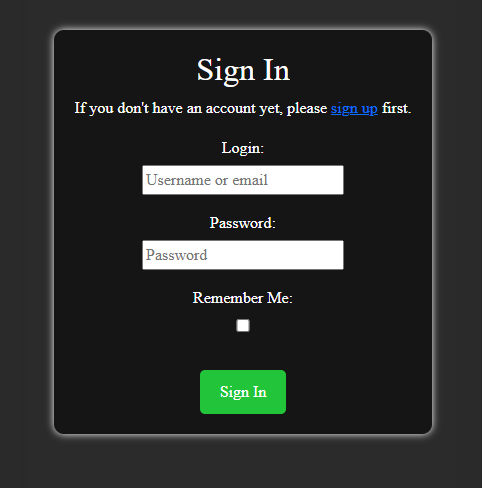 Sign In
If you don't have an account yet, please sign up first.
Login:
Username or email
Password:
Password
Remember Me:
Sign In